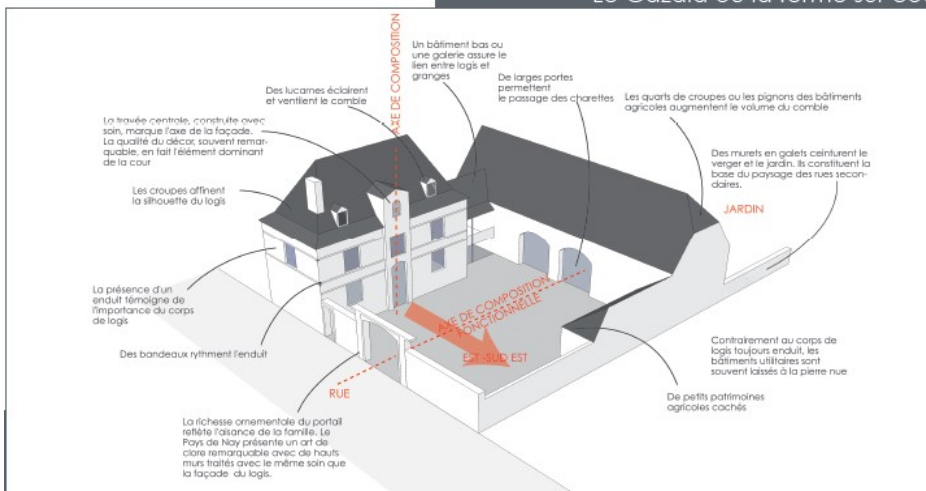 AXE DE COMPOSITION
Un bâtiment bas ou
une galerie assure le
lien entre logis et
granges
De larges portes
permettent
le passage des charettes
Des lucarnes éclairent
et ventilent le comble
Les quarts de croupes ou les pignons des bâtiments
agricoles augmentent le volume du comble
La travée centrale, construite avec
soin, marque l'axe de la façade.
La qualité du décor, souvent remar-
quable, en fait l'élément dominant
de la cour
Des murets en galets ceinturent le
verger et le jardin. Ils constituent la
base du paysage des rues secon-
daires.
Les croupes affinent
la silhouette du logis
JARDIN
La présence d'un
enduit témoigne de
l'importance du corps
de logis
AXE DE COMPOSITION
FONCTIONNELLE
Des bandeaux rythment l'enduit
EST -SUD EST
Contrairement au corps de
logis toujours enduit, les
bâtiments utilitaires sont
souvent laissés à la pierre nue
RUE
De petits patrimoines
agricoles cachés
La richesse ornementale du portail
reflète l'aisance de la famille. Le
Pays de Nay présente un art de
clore remarquable avec de hauts
murs traités avec le même soin que
la façade du logis.